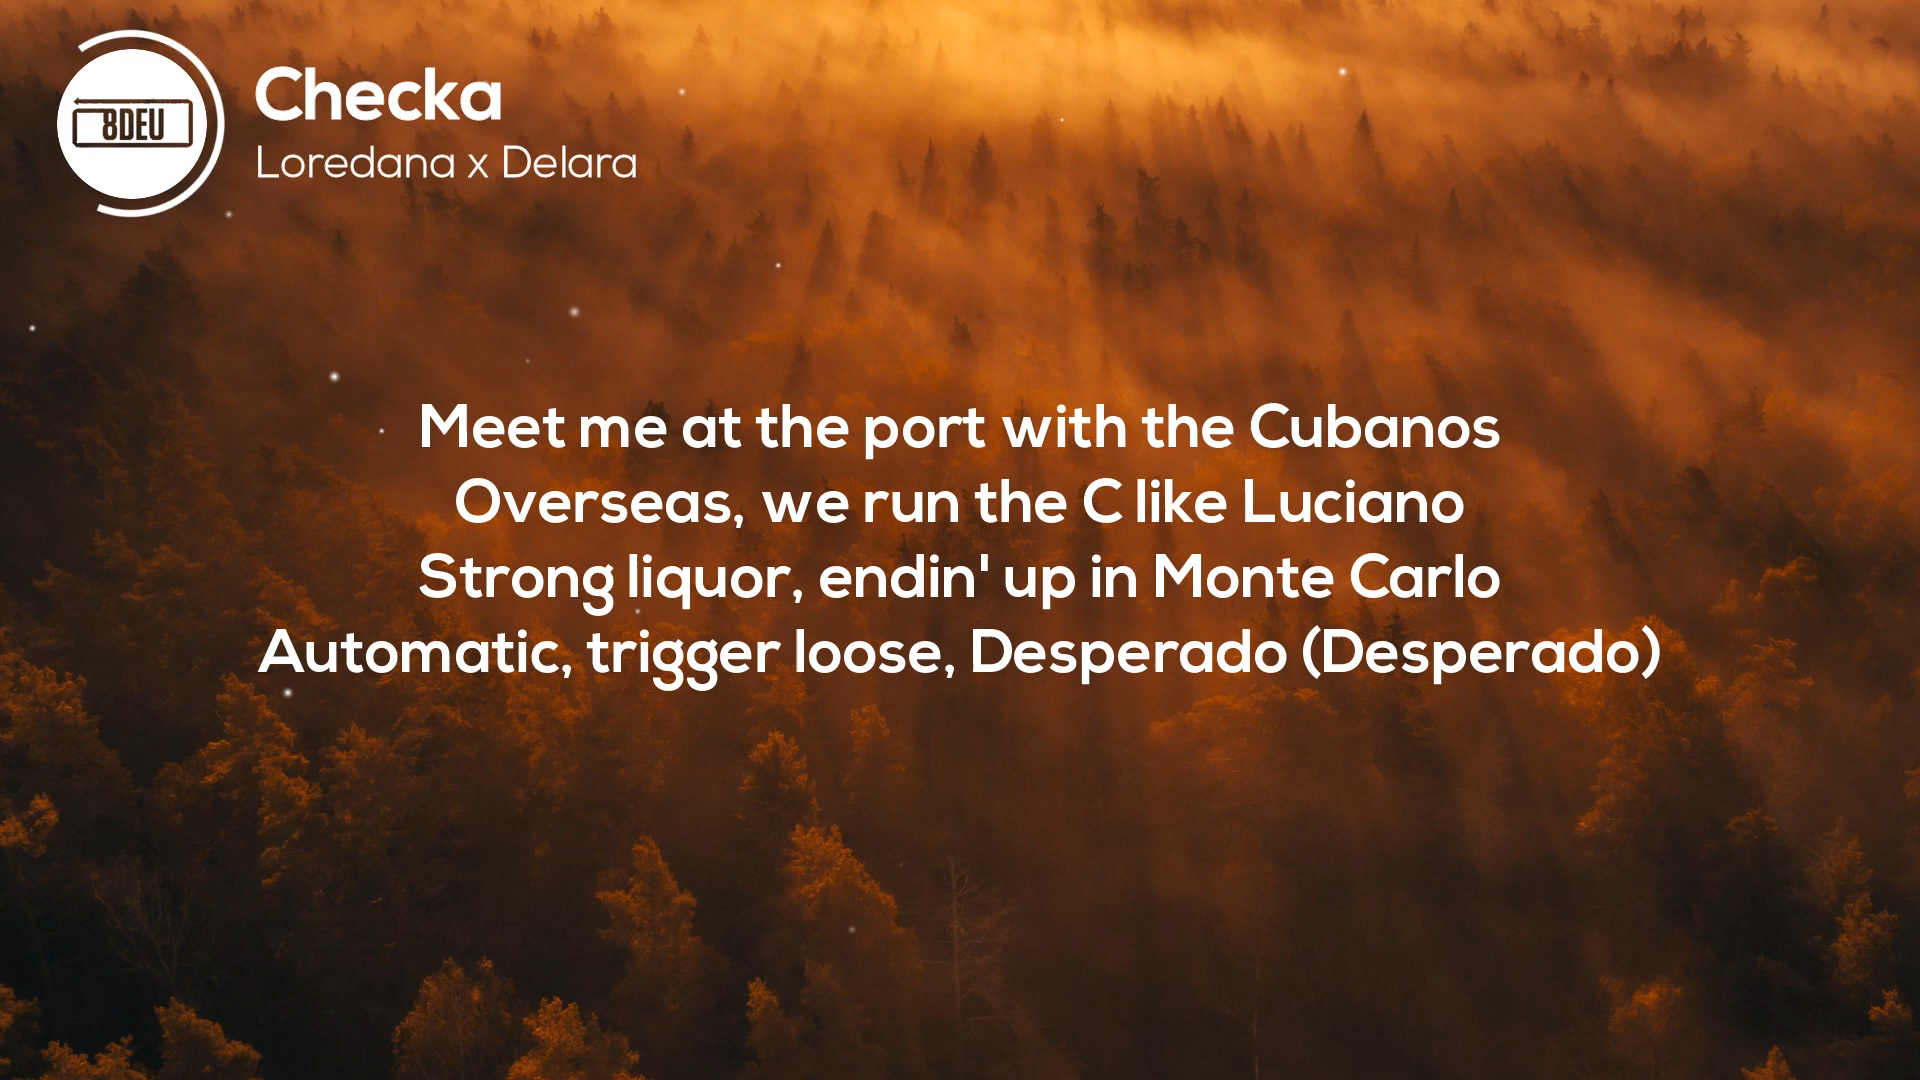 8DEU
Checka
Loredana x Delara
Meet me at the port with the Cubanos
Overseas, we run the C like Luciano
Strong liquor, endin' up in Monte Carlo
Automatic, trigger loose, Desperado (Desperado)